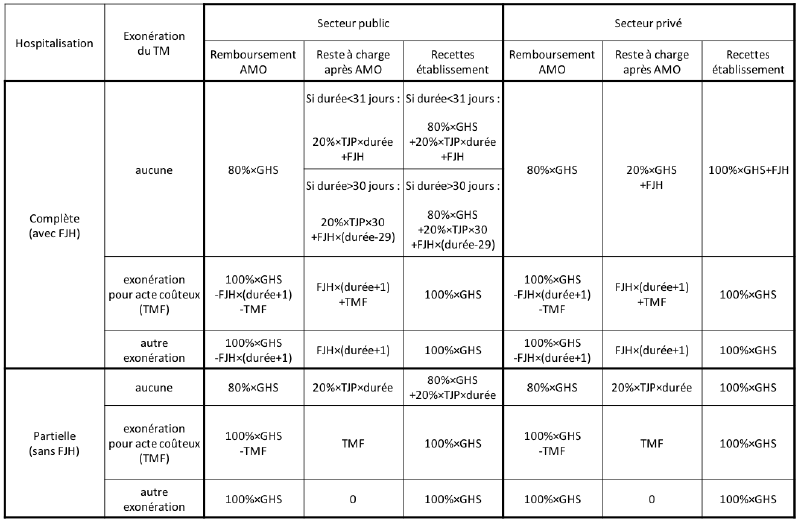 Hospitalisation
Exonération
du TM
Secteur public
Secteur privé
Remboursement
AMO
Reste à charge
après AMO
Recettes
établissement
Remboursement
AMO
Reste à charge
après AMO
Recettes
établissement
Complète
(avec FJH)
aucune
80%×GHS
Si durée<31 jours :
20%×TJP×durée
+FJH
Si durée<31 jours :
80%×GHS
+20%×TJP×durée
+FJH
Si durée>30 jours :
20%×TJP×30
+FJH×(durée-29)
Si durée>30 jours :
80%×GHS
+20%×TJP×30
+FJH×(durée-29)
80%×GHS
20%×GHS
+FJH
100%×GHS+FJH
exonération
pour acte coûteux
(TMF)
100%×GHS
-FJH×(durée+1)
-TMF
FJH×(durée+1)
+TMF
100%×GHS
100%×GHS
-FJH×(durée+1)
-TMF
FJH×(durée+1)
+TMF
100%×GHS
autre
exonération
100%×GHS
-FJH×(durée+1)
FJH×(durée+1)
100%×GHS
100%×GHS
-FJH×(durée+1)
FJH×(durée+1)
100%×GHS
Partielle
(sans FJH)
aucune
80%×GHS
20%×TJP×durée
80%×GHS
+20%×TJP×durée
80%×GHS
20%×TJP×durée
100%×GHS
exonération
pour acte coûteux
(TMF)
100%×GHS
-TMF
TMF
100%×GHS
100%×GHS
-TMF
TMF
100%×GHS
autre
exonération
100%×GHS
0
100%×GHS
100%×GHS
0
100%×GHS